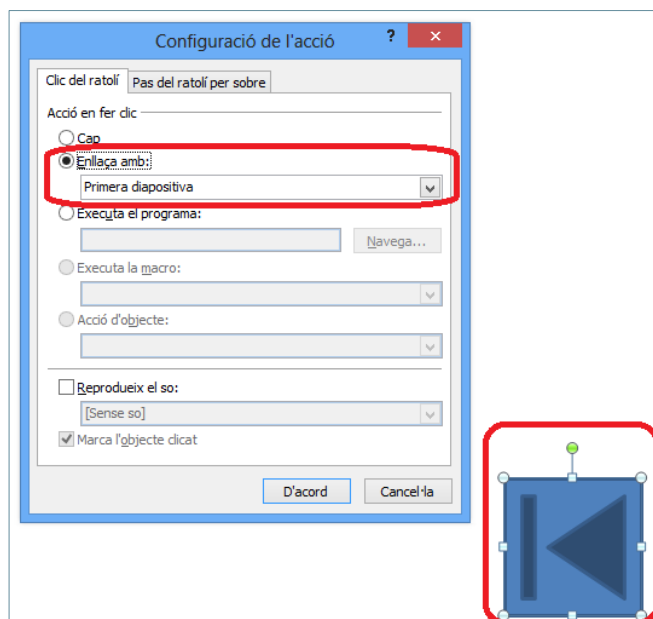 Configuració de l'acció ? ×
Clic del ratolí Pas del ratolí per sobre
Acció en fer clic
Cap
Enllaça amb:
Primera diapositiva
Executa el programa:
Navega...
Executa la macro:
Acció d'objecte:
Reprodueix el so:
[Sense so]
Marca l'objecte clicat
D'acord Cancel·la